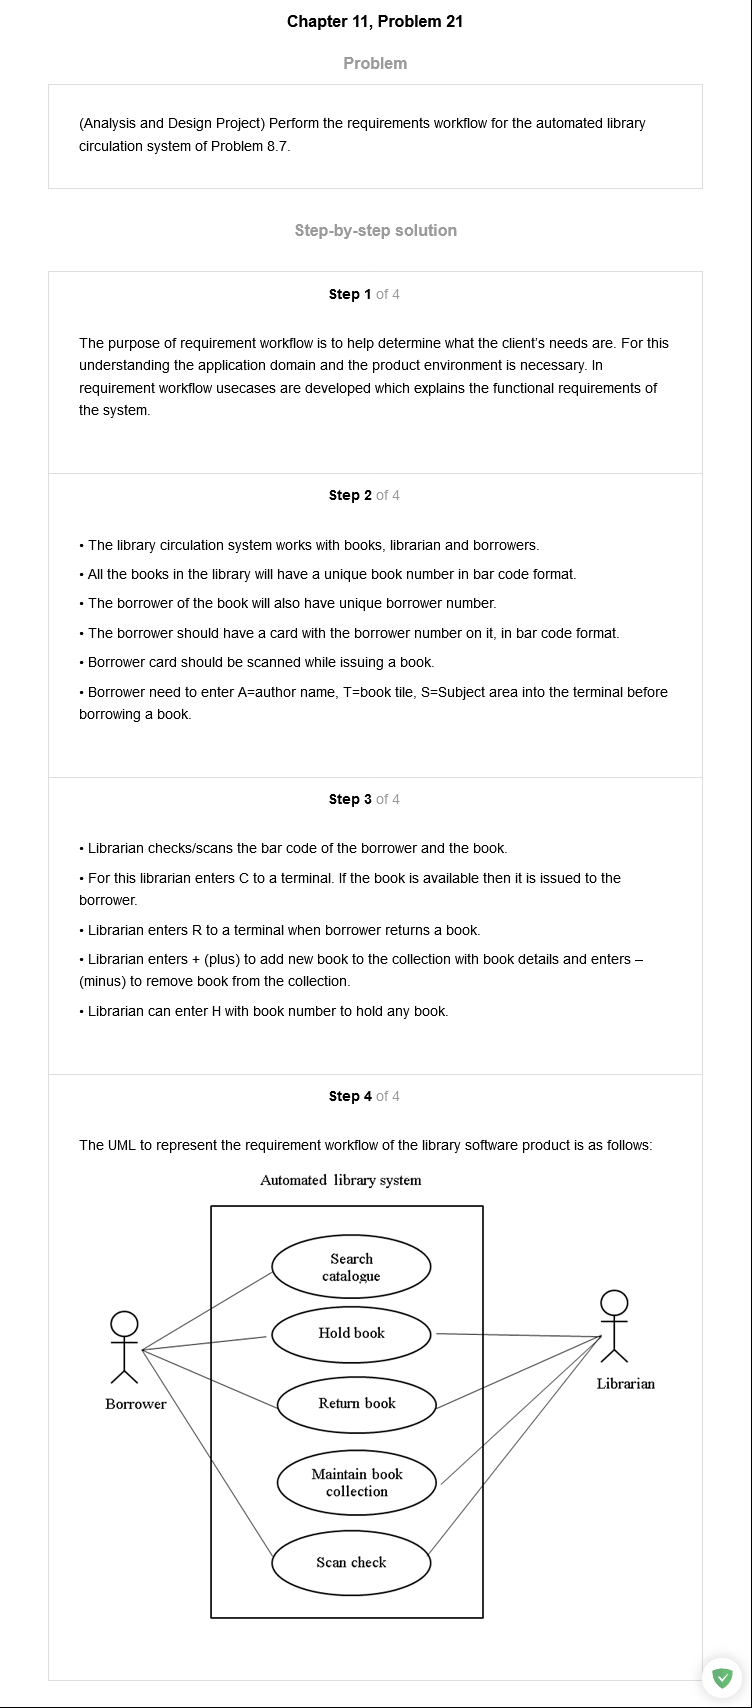 Chapter 11, Problem 21
Problem
(Analysis and Design Project) Perform the requirements workflow for the automated library
circulation system of Problem 8.7.
Step-by-step solution
Step 1 of 4
The purpose of requirement workflow is to help determine what the client's needs are. For this
understanding the application domain and the product environment is necessary. In
requirement workflow usecases are developed which explains the functional requirements of
the system.
Step 2 of 4
• The library circulation system works with books, librarian and borrowers.
• All the books in the library will have a unique book number in bar code format.
• The borrower of the book will also have unique borrower number.
• The borrower should have a card with the borrower number on it, in bar code format.
• Borrower card should be scanned while issuing a book.
• Borrower need to enter A=author name, T=book tile, S=Subject area into the terminal before
borrowing a book.
Step 3 of 4
• Librarian checks/scans the bar code of the borrower and the book.
• For this librarian enters C to a terminal. If the book is available then it is issued to the
borrower.
• Librarian enters R to a terminal when borrower returns a book.
• Librarian enters + (plus) to add new book to the collection with book details and enters –
(minus) to remove book from the collection.
• Librarian can enter H with book number to hold any book.
Step 4 of 4
The UML to represent the requirement workflow of the library software product is as follows:
Automated library system
Search
catalogue
Hold book
Return book
Maintain book
collection
Scan check
Borrower
Librarian